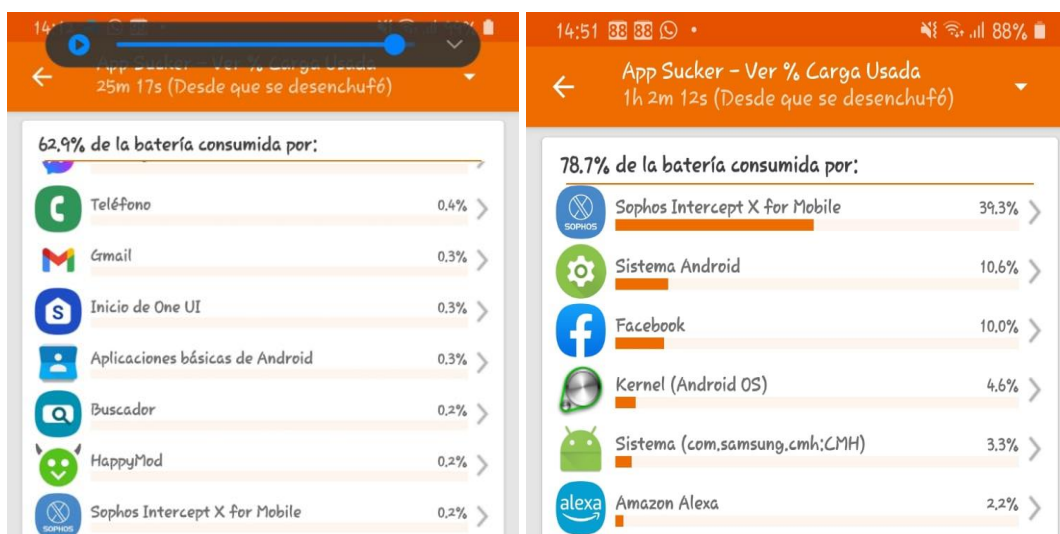 App Sucker – Ver % Carga Usada
25m 17s (Desde que se desenchufó)
62.9% de la batería consumida por:
Teléfono 0.4%
Gmail 0.3%
Inicio de One UI 0.3%
Aplicaciones básicas de Android 0.3%
Buscador 0.2%
HappyMod 0.2%
SOPHOS Sophos Intercept X for Mobile 0.2%
14:51 88 88 88%
App Sucker – Ver % Carga Usada
1h 2m 12s (Desde que se desenchufó)
78.7% de la batería consumida por:
SOPHOS Sophos Intercept X for Mobile 39.3%
Sistema Android 10.6%
Facebook 10.0%
Kernel (Android OS) 4.6%
Sistema (com.samsung.cmh:CMH) 3.3%
alexa Amazon Alexa 2.2%